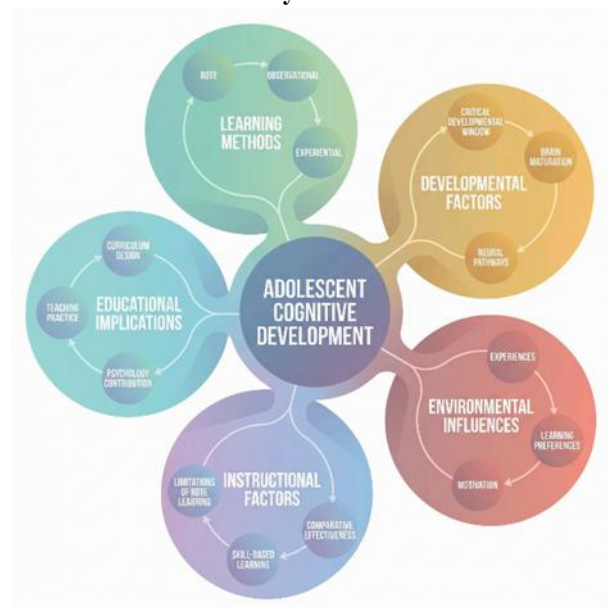 ROTE
OBSERVATIONAL
EXPERIENTIAL
LEARNING
METHODS
CRITICAL
DEVELOPMENTAL
WINDOW
BRAIN
MATURATION
NEURAL
PATHWAYS
DEVELOPMENTAL
FACTORS
CURRICULUM
DESIGN
TEACHING
PRACTICE
PSYCHOLOGY
CONTRIBUTION
EDUCATIONAL
IMPLICATIONS
ADOLESCENT
COGNITIVE
DEVELOPMENT
EXPERIENCES
LEARNING
PREFERENCES
MOTIVATION
ENVIRONMENTAL
INFLUENCES
LIMITATIONS
OF ROTE
LEARNING
COMPARATIVE
EFFECTIVENESS
SKILL-BASED
LEARNING
INSTRUCTIONAL
FACTORS